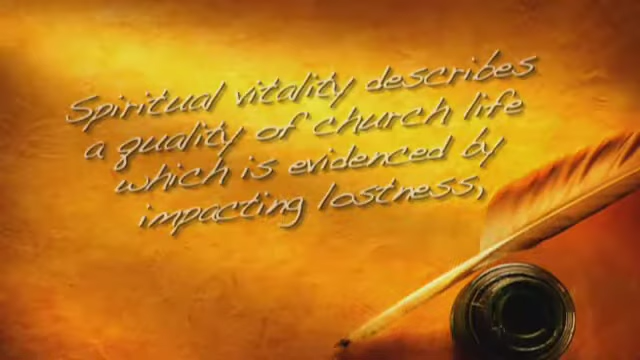 Spiritual vitality describes
a quality of church life
which is evidenced by
impacting lostness,